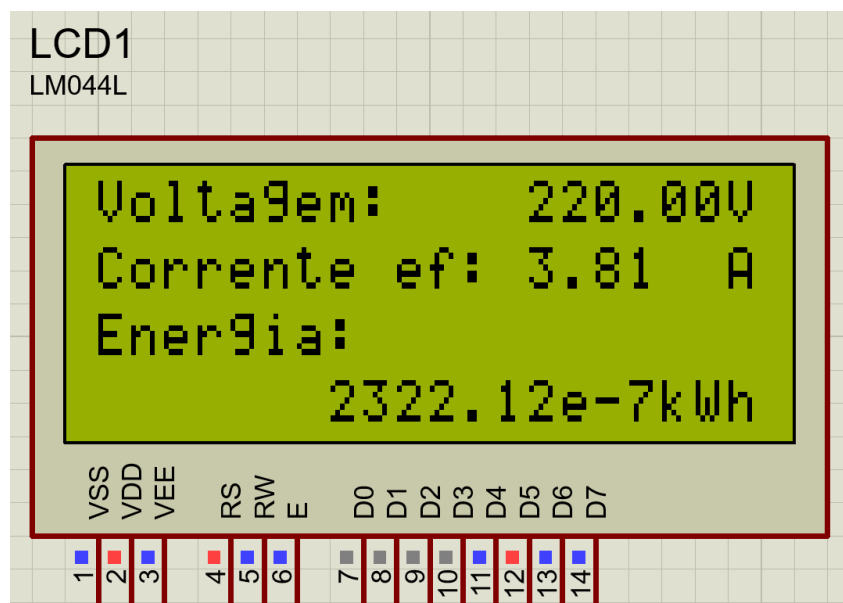 LCD1
LM044L
Voltagem: 220.00V
Corrente ef: 3.81 A
Energia:
2322.12e-7kWh
VSS VDD VEE RS RW E D0 D1 D2 D3 D4 D5 D6 D7
1 2 3 4 5 6 7 8 9 10 11 12 13 14